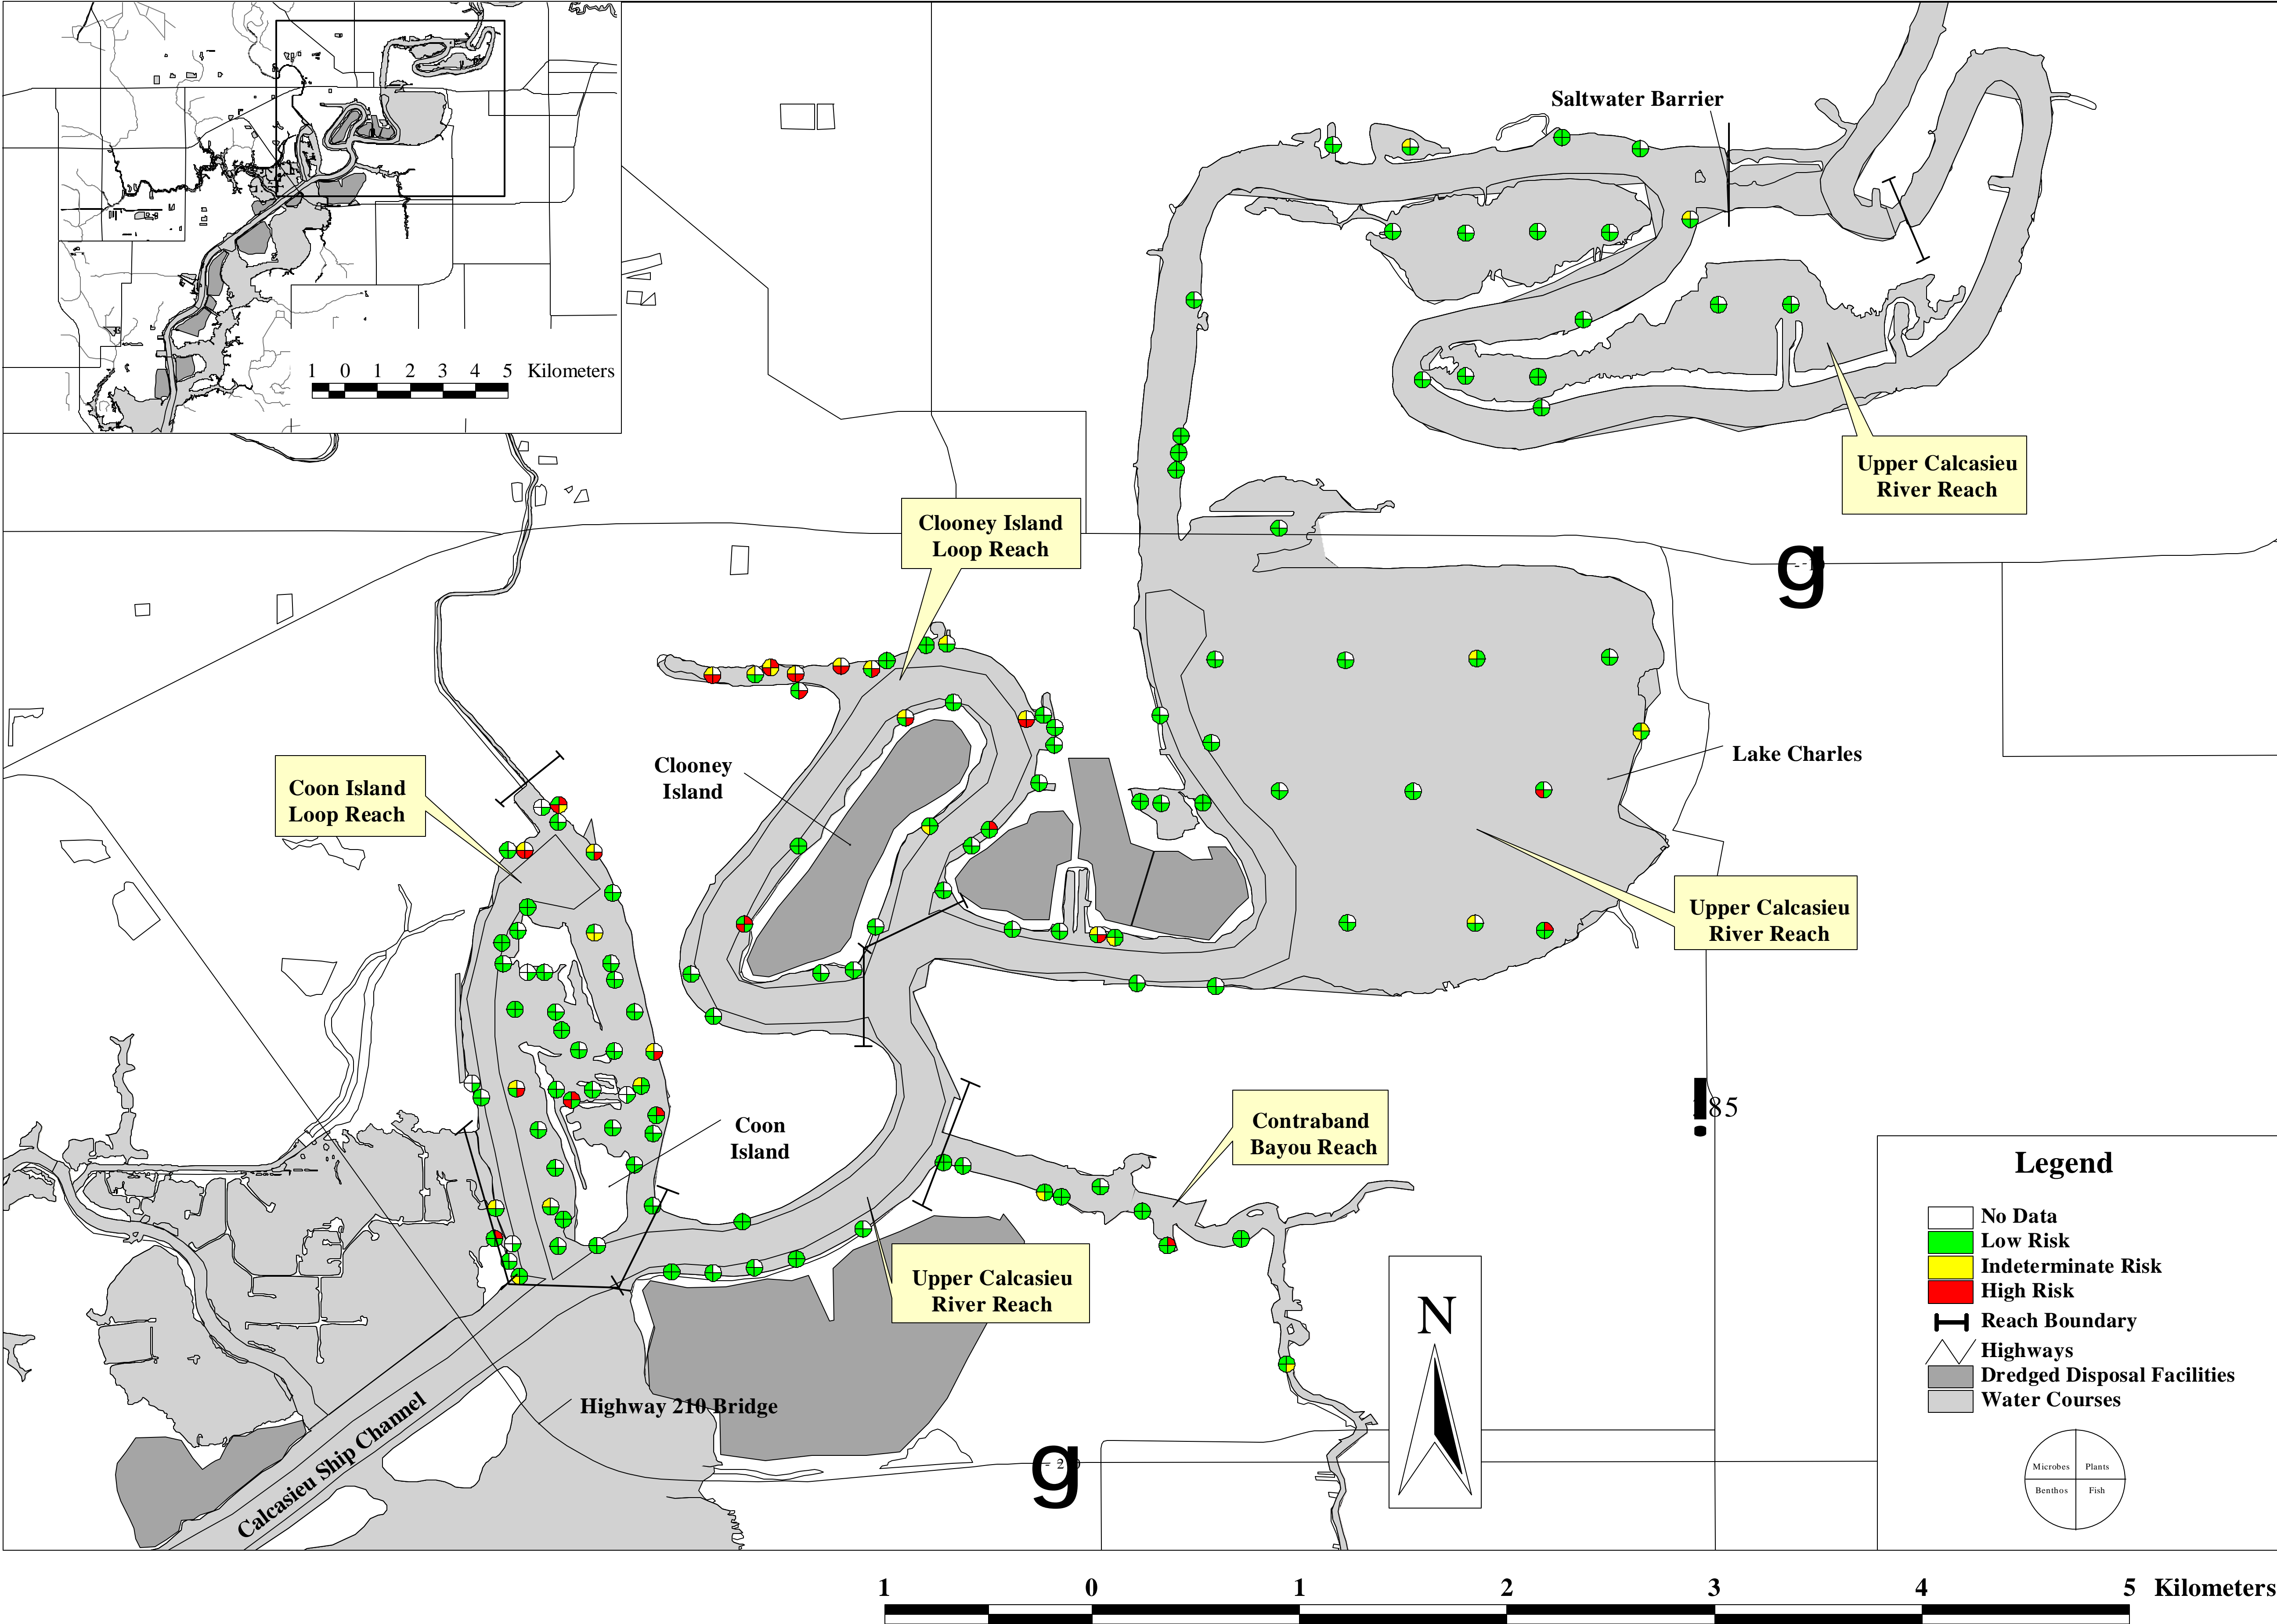 Saltwater Barrier
1 0 1 2 3 4 5 Kilometers
Upper Calcasieu
River Reach
Clooney Island
Loop Reach
g
Lake Charles
Clooney
Island
Coon Island
Loop Reach
Upper Calcasieu
River Reach
Contraband
Bayou Reach
Coon
Island
Upper Calcasieu
River Reach
Highway 210 Bridge
Calcasieu Ship Channel
g
N
Legend
No Data
Low Risk
Indeterminate Risk
High Risk
Reach Boundary
Highways
Dredged Disposal Facilities
Water Courses
Microbes Plants
Benthos Fish
1 0 1 2 3 4 5 Kilometers